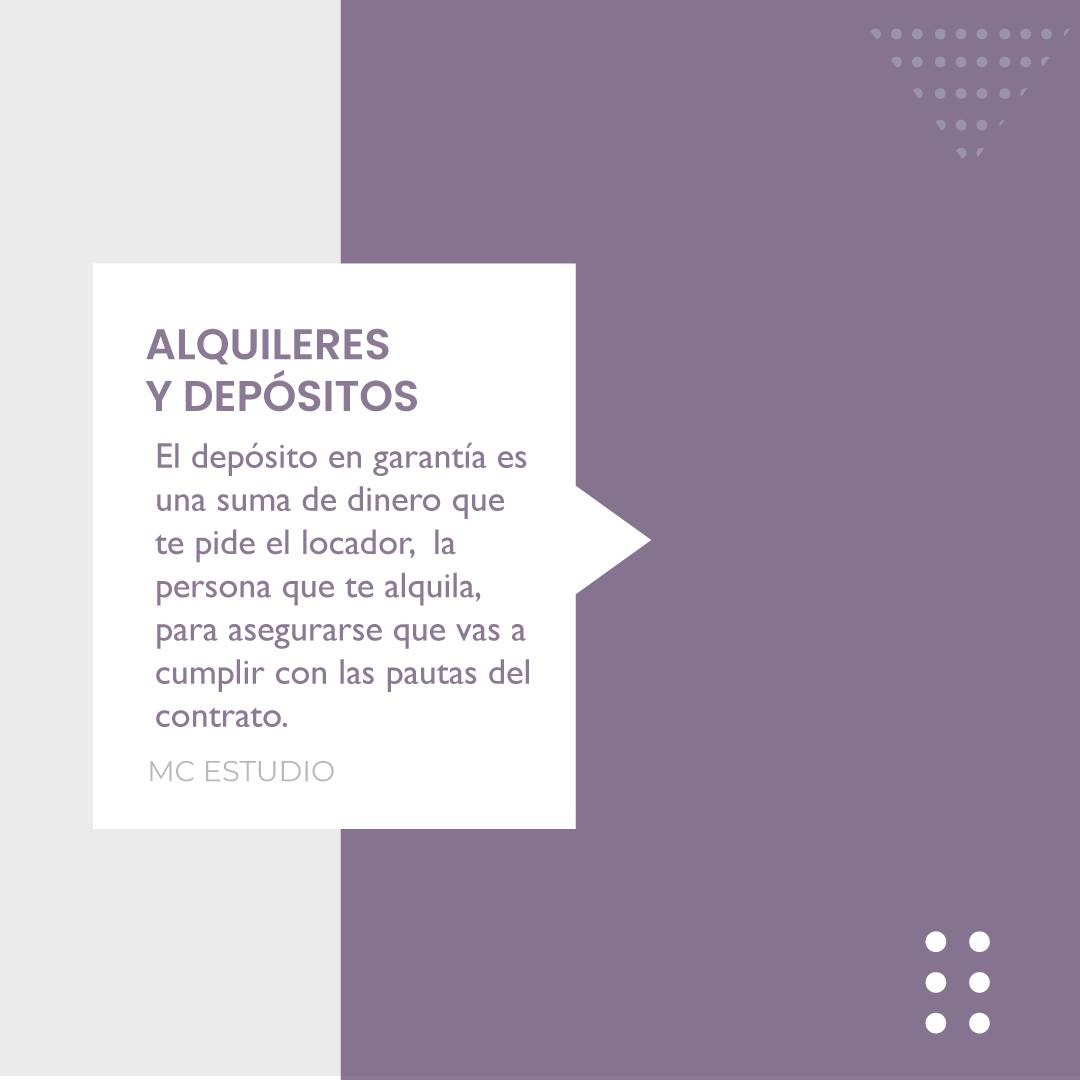 ALQUILERES
Y DEPÓSITOS
El depósito en garantía es
una suma de dinero que
te pide el locador,  la
persona que te alquila,
para asegurarse que vas a
cumplir con las pautas del
contrato.
MC ESTUDIO